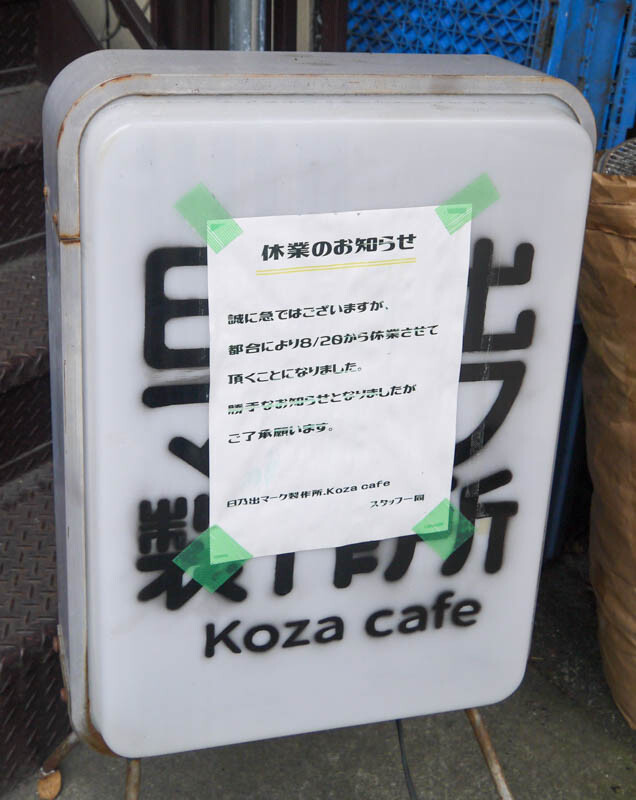 休業のお知らせ
誠に急ではございますが、
都合により8/20から休業させて
頂くことになりました。
勝手なお知らせとなりましたが
ご了承願います。
日乃出マーク製作所.Koza cafe
スタッフ一同
日 出
ク
製作所
Koza cafe